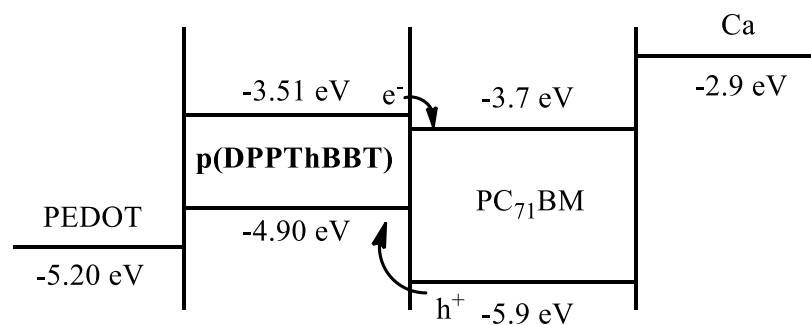 Ca
-3.51 eV
e⁻
-3.7 eV
-2.9 eV
p(DPPThBBT)
PEDOT
PC₇₁BM
-4.90 eV
-5.20 eV
h⁺
-5.9 eV